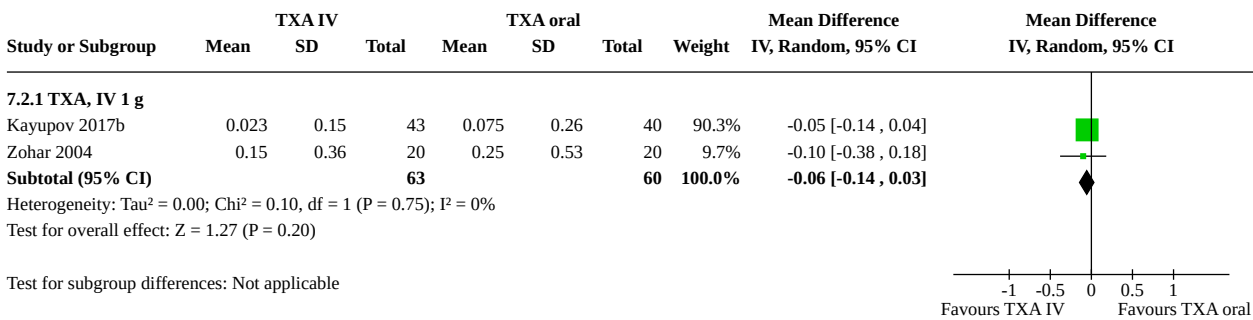 TXA IV TXA oral Mean Difference Mean Difference
Study or Subgroup Mean SD Total Mean SD Total Weight IV, Random, 95% CI IV, Random, 95% CI
7.2.1 TXA, IV 1 g
Kayupov 2017b 0.023 0.15 43 0.075 0.26 40 90.3% -0.05 [-0.14 , 0.04]
Zohar 2004 0.15 0.36 20 0.25 0.53 20 9.7% -0.10 [-0.38 , 0.18]
Subtotal (95% CI) 63 60 100.0% -0.06 [-0.14 , 0.03]
Heterogeneity: Tau² = 0.00; Chi² = 0.10, df = 1 (P = 0.75); I² = 0%
Test for overall effect: Z = 1.27 (P = 0.20)
Test for subgroup differences: Not applicable
-1 -0.5 0 0.5 1
Favours TXA IV Favours TXA oral